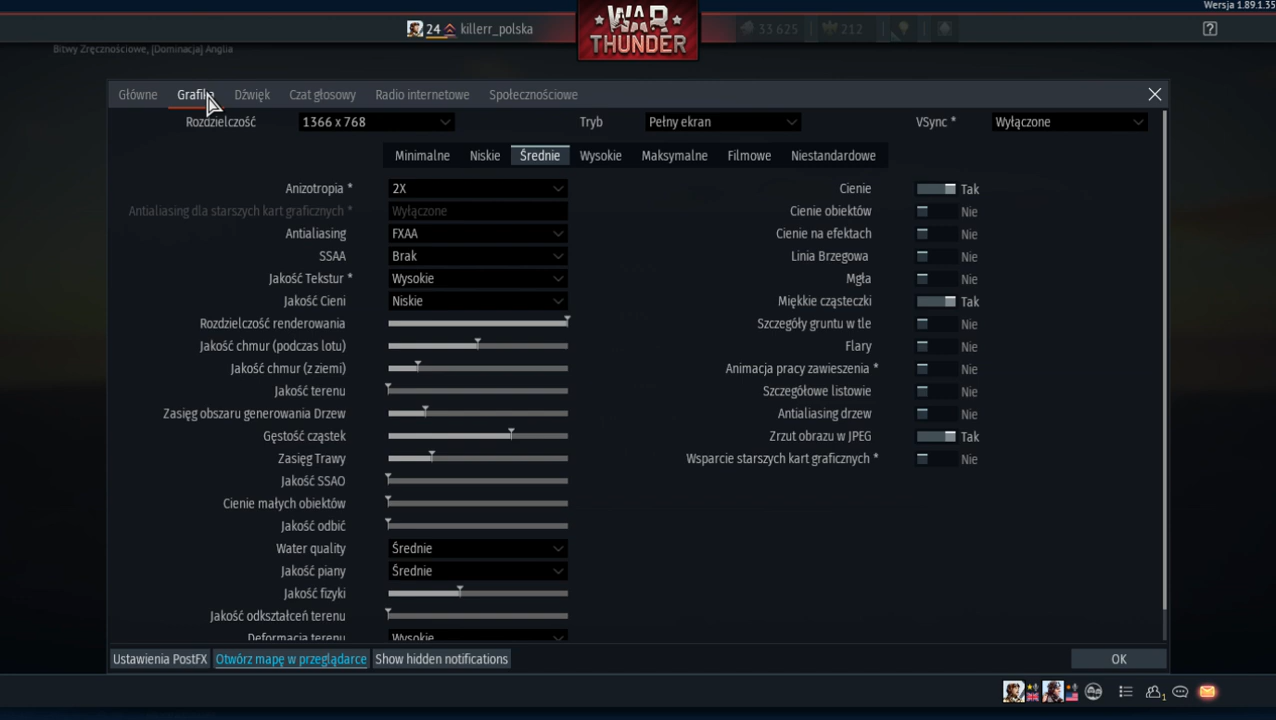 Wersja 1.89.1.35
24 killerr_polska
WAR
THUNDER
33 625
212
Bitwy Zręcznościowe, [Dominacja] Anglia
Główne Grafika Dźwięk Czat głosowy Radio internetowe Społecznościowe
Rozdzielczość 1366 x 768 Tryb Pełny ekran VSync * Wyłączone
Minimalne Niskie Średnie Wysokie Maksymalne Filmowe Niestandardowe
Anizotropia * 2X Cienie Tak
Antialiasing dla starszych kart graficznych * Wyłączone Cienie obiektów Nie
Antialiasing FXAA Cienie na efektach Nie
SSAA Brak Linia Brzegowa Nie
Jakość Tekstur * Wysokie Mgła Nie
Jakość Cieni Niskie Miękkie cząsteczki Tak
Rozdzielczość renderowania Szczegóły gruntu w tle Nie
Jakość chmur (podczas lotu) Flary Nie
Jakość chmur (z ziemi) Animacja pracy zawieszenia * Nie
Jakość terenu Szczegółowe listowie Nie
Zasięg obszaru generowania Drzew Antialiasing drzew Nie
Gęstość cząstek Zrzut obrazu w JPEG Tak
Zasięg Trawy Wsparcie starszych kart graficznych * Nie
Jakość SSAO
Cienie małych obiektów
Jakość odbić
Water quality Średnie
Jakość piany Średnie
Jakość fizyki
Jakość odkształceń terenu
Deformacja terenu Wysokie
Ustawienia PostFX Otwórz mapę w przeglądarce Show hidden notifications OK
1